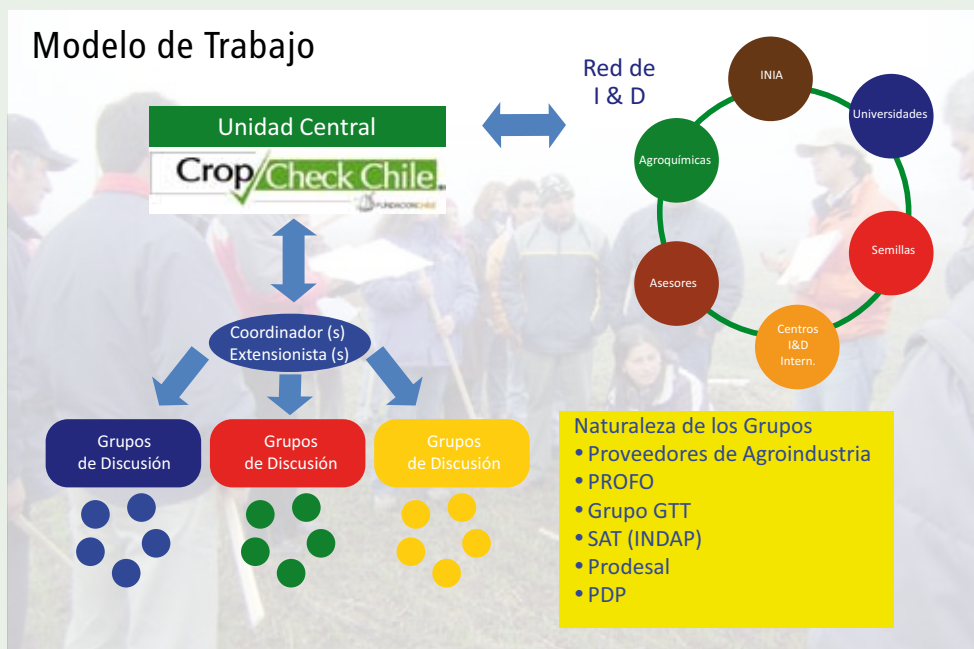 Modelo de Trabajo
Unidad Central
Crop Check Chile
FUNDACIONCHILE
Red de
I & D
INIA
Universidades
Agroquímicas
Semillas
Asesores
Centros
I&D
Intern.
Coordinador (s)
Extensionista (s)
Grupos
de Discusión
Grupos
de Discusión
Grupos
de Discusión
Naturaleza de los Grupos
• Proveedores de Agroindustria
• PROFO
• Grupo GTT
• SAT (INDAP)
• Prodesal
• PDP